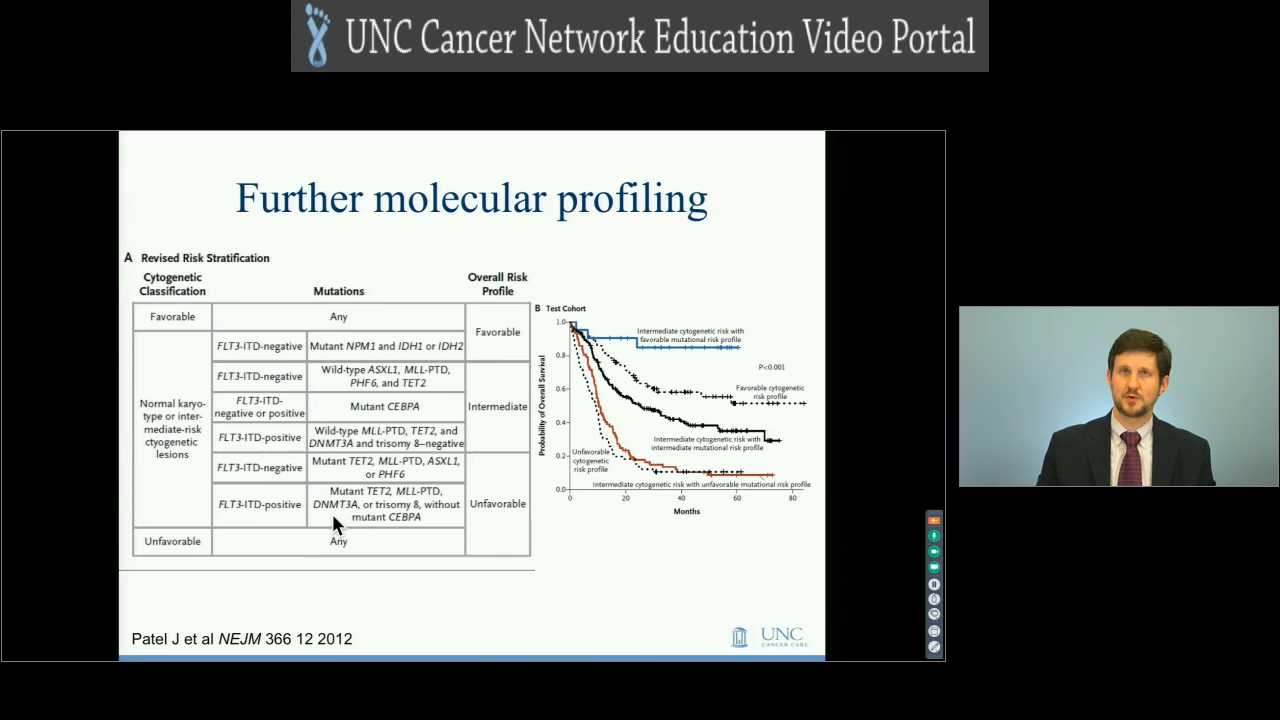 UNC Cancer Network Education Video Portal
Further molecular profiling
A Revised Risk Stratification
Cytogenetic
Classification
Mutations
Overall Risk
Profile
Favorable
Any
Favorable
FLT3-ITD-negative
Mutant NPM1 and IDH1 or IDH2
Normal karyo-
type or inter-
mediate-risk
ctyogenetic
lesions
FLT3-ITD-negative
Wild-type ASXL1, MLL-PTD,
PHF6, and TET2
Intermediate
FLT3-ITD-
negative or positive
Mutant CEBPA
FLT3-ITD-positive
Wild-type MLL-PTD, TET2, and
DNMT3A and trisomy 8–negative
FLT3-ITD-negative
Mutant TET2, MLL-PTD, ASXL1,
or PHF6
Unfavorable
FLT3-ITD-positive
Mutant TET2, MLL-PTD,
DNMT3A, or trisomy 8, without
mutant CEBPA
Unfavorable
Any
B Test Cohort
Probability of Overall Survival
1.0
0.8
0.6
0.4
0.2
0.0
0
20
40
60
80
Months
Intermediate cytogenetic risk with
favorable mutational risk profile
P<0.001
Favorable cytogenetic
risk profile
Intermediate cytogenetic risk with
intermediate mutational risk profile
Unfavorable
cytogenetic
risk profile
Intermediate cytogenetic risk with unfavorable mutational risk profile
Patel J et al NEJM 366 12 2012
UNC
CANCER CARE